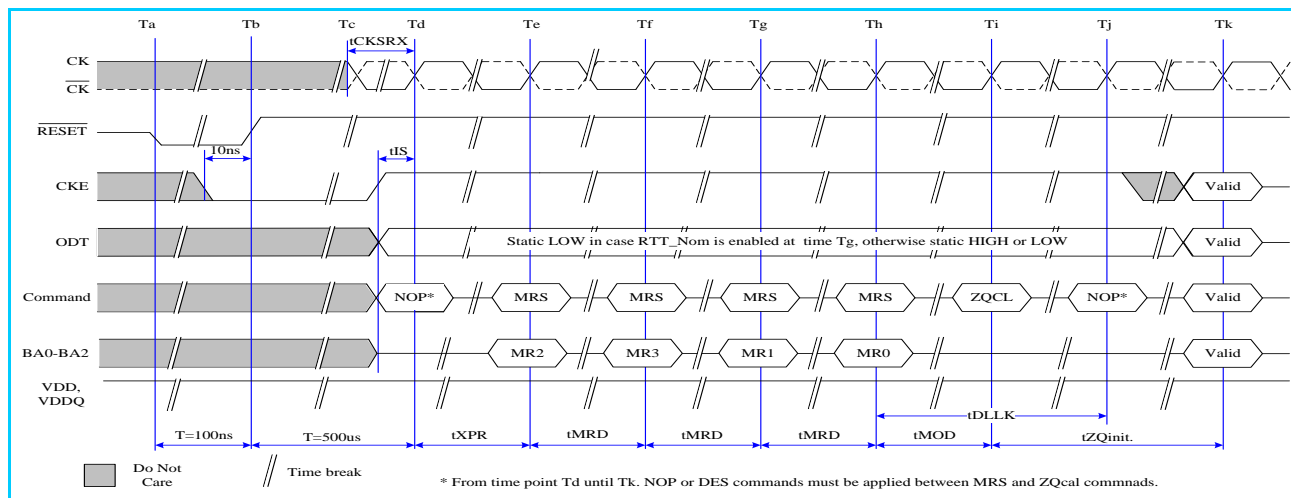 Ta Tb Tc Td Te Tf Tg Th Ti Tj Tk
tCKSRX
CK
CK
RESET
10ns tIS
CKE Valid
ODT Static LOW in case RTT_Nom is enabled at time Tg, otherwise static HIGH or LOW Valid
Command NOP* MRS MRS MRS MRS ZQCL NOP* Valid
BA0-BA2 MR2 MR3 MR1 MR0 Valid
VDD,
VDDQ
tDLLK
T=100ns T=500us tXPR tMRD tMRD tMRD tMOD tZQinit.
Do Not
Care
Time break
* From time point Td until Tk. NOP or DES commands must be applied between MRS and ZQcal commnads.